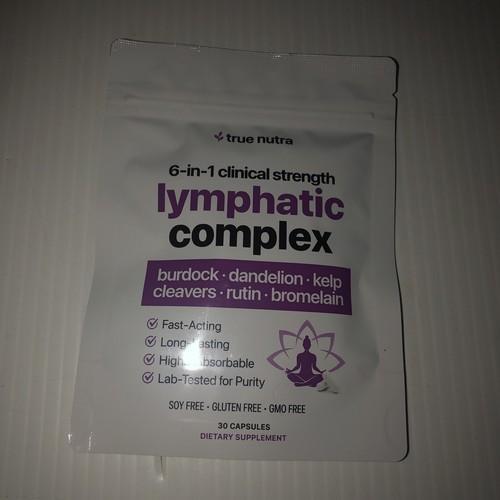 true nutra
6-in-1 clinical strength
lymphatic
complex
burdock · dandelion · kelp
cleavers · rutin · bromelain
Fast-Acting
Long-Lasting
Highly Absorbable
Lab-Tested for Purity
SOY FREE • GLUTEN FREE • GMO FREE
30 CAPSULES
DIETARY SUPPLEMENT